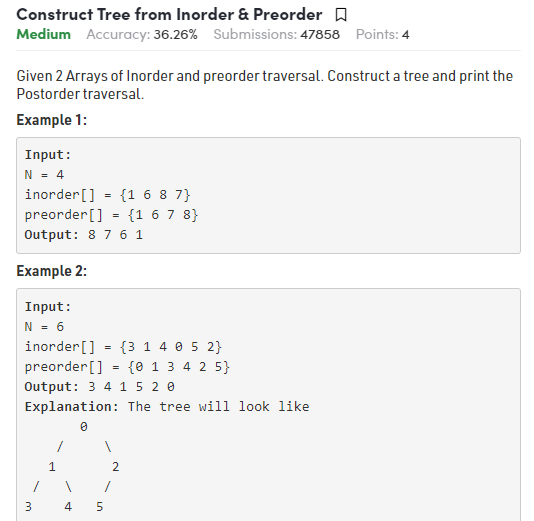 Construct Tree from Inorder & Preorder
Medium Accuracy: 36.26% Submissions: 47858 Points: 4
Given 2 Arrays of Inorder and preorder traversal. Construct a tree and print the
Postorder traversal.
Example 1:
Input:
N = 4
inorder[] = {1 6 8 7}
preorder[] = {1 6 7 8}
Output: 8 7 6 1
Example 2:
Input:
N = 6
inorder[] = {3 1 4 0 5 2}
preorder[] = {0 1 3 4 2 5}
Output: 3 4 1 5 2 0
Explanation: The tree will look like
0
/ \
1 2
/ \ /
3 4 5